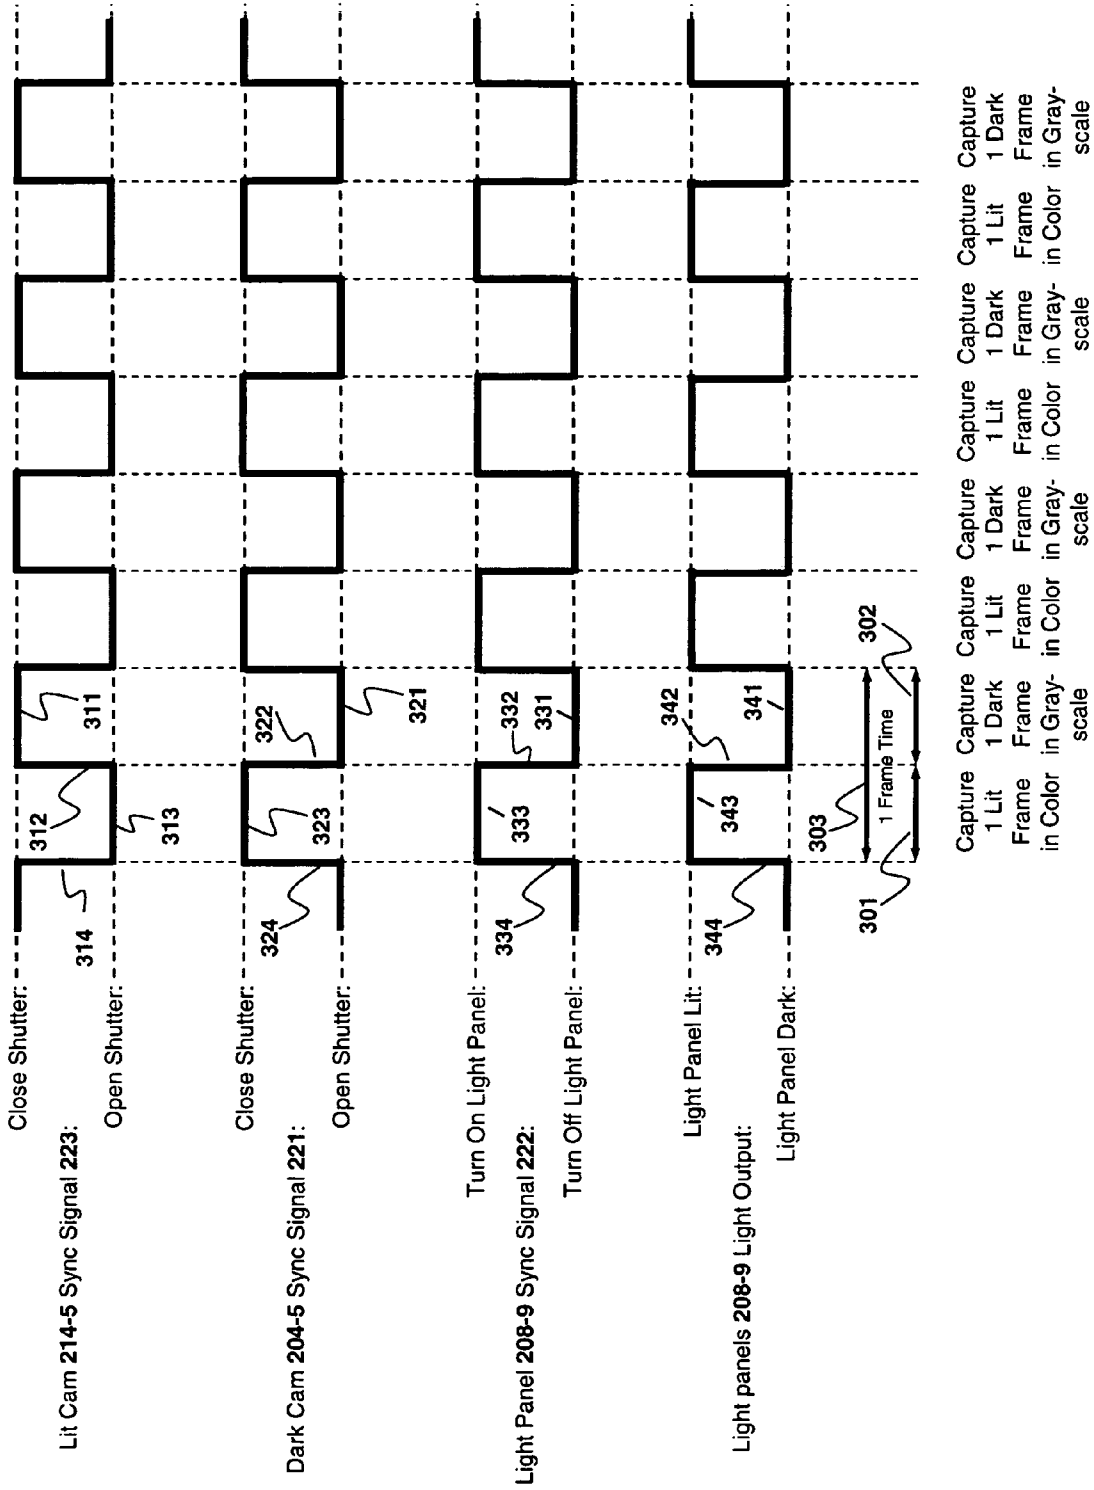 Close Shutter:
Lit Cam 214-5 Sync Signal 223:
Open Shutter:
314
312
313
311
Close Shutter:
Dark Cam 204-5 Sync Signal 221:
Open Shutter:
324
323
322
321
Turn On Light Panel:
Light Panel 208-9 Sync Signal 222:
Turn Off Light Panel:
334
333
332
331
Light Panel Lit:
Light panels 208-9 Light Output:
Light Panel Dark:
344
343
342
341
303
1 Frame Time
301
302
Capture
1 Lit
Frame
in Color
Capture
1 Dark
Frame
in Gray-
scale
Capture
1 Lit
Frame
in Color
Capture
1 Dark
Frame
in Gray-
scale
Capture
1 Lit
Frame
in Color
Capture
1 Dark
Frame
in Gray-
scale
Capture
1 Lit
Frame
in Color
Capture
1 Dark
Frame
in Gray-
scale